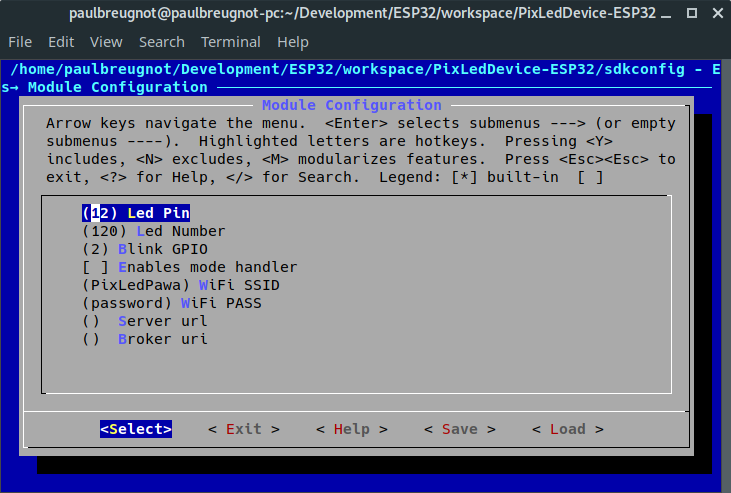 paulbreugnot@paulbreugnot-pc:~/Development/ESP32/workspace/PixLedDevice-ESP32
File Edit View Search Terminal Help
/home/paulbreugnot/Development/ESP32/workspace/PixLedDevice-ESP32/sdkconfig - E
s→ Module Configuration
Module Configuration
Arrow keys navigate the menu. <Enter> selects submenus ---> (or empty
submenus ----). Highlighted letters are hotkeys. Pressing <Y>
includes, <N> excludes, <M> modularizes features. Press <Esc><Esc> to
exit, <?> for Help, </> for Search. Legend: [*] built-in [ ]
(12) Led Pin
(120) Led Number
(2) Blink GPIO
[ ] Enables mode handler
(PixLedPawa) WiFi SSID
(password) WiFi PASS
() Server url
() Broker uri
<Select> < Exit > < Help > < Save > < Load >